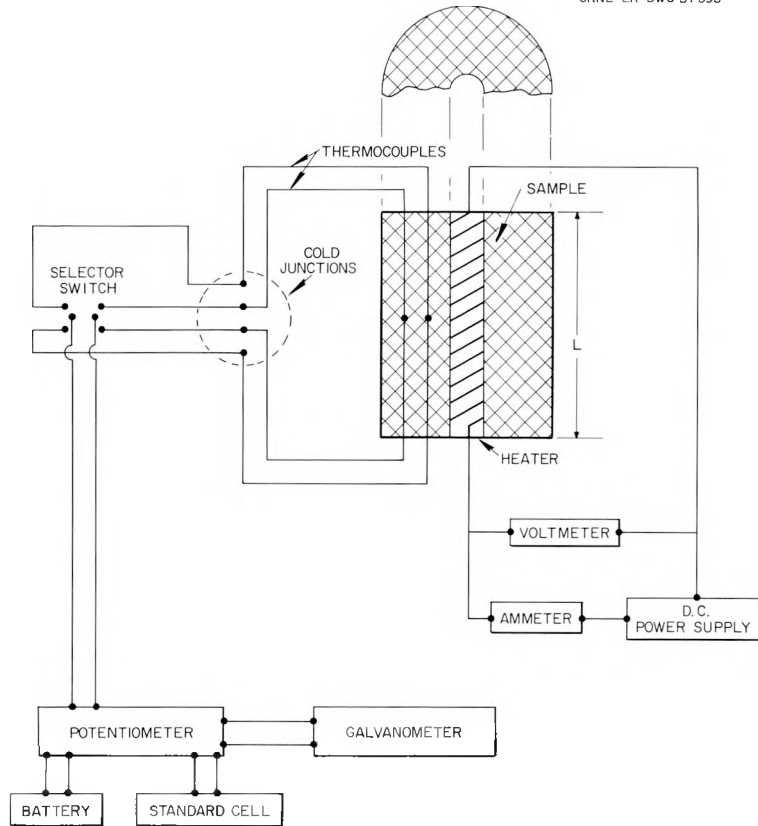 THERMOCOUPLES
SAMPLE
COLD
JUNCTIONS
SELECTOR
SWITCH
L
HEATER
VOLTMETER
AMMETER
D.C.
POWER SUPPLY
POTENTIOMETER
GALVANOMETER
BATTERY
STANDARD CELL